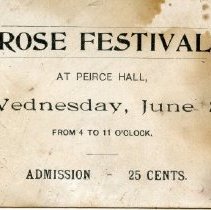 ROSE FESTIVAL
AT PEIRCE HALL,
Wednesday, June
FROM 4 TO 11 O'CLOCK.
ADMISSION - 25 CENTS.